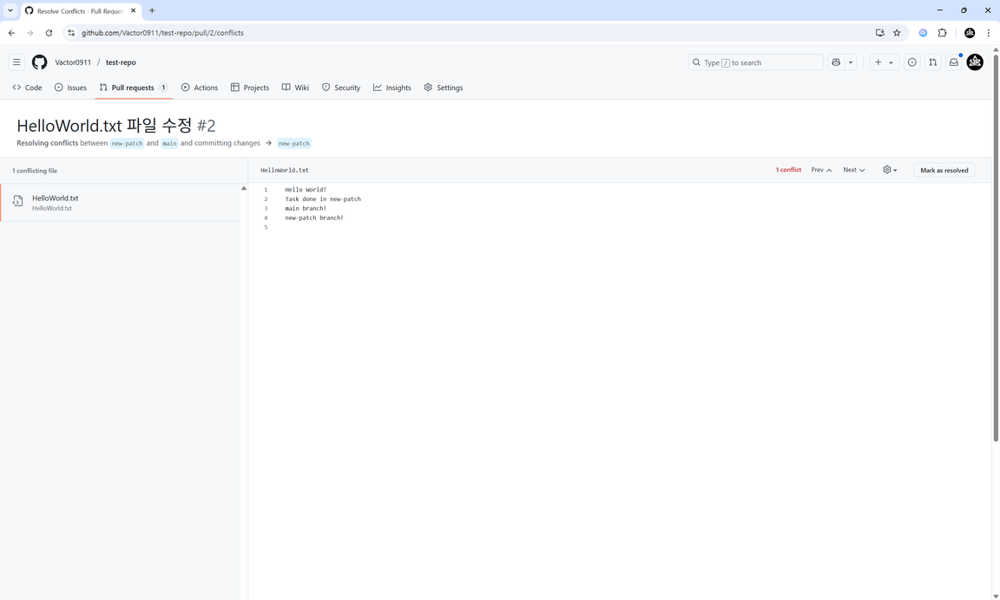 Resolve Conflicts · Pull Reques
github.com/Vactor0911/test-repo/pull/2/conflicts
Vactor0911 / test-repo
Type / to search
Code Issues Pull requests 1 Actions Projects Wiki Security Insights Settings
HelloWorld.txt 파일 수정 #2
Resolving conflicts between new-patch and main and committing changes → new-patch
1 conflicting file
HelloWorld.txt
HelloWorld.txt
HelloWorld.txt 1 conflict Prev Next Mark as resolved
1 Hello World!
2 Task done in new-patch
3 main branch!
4 new-patch branch!
5